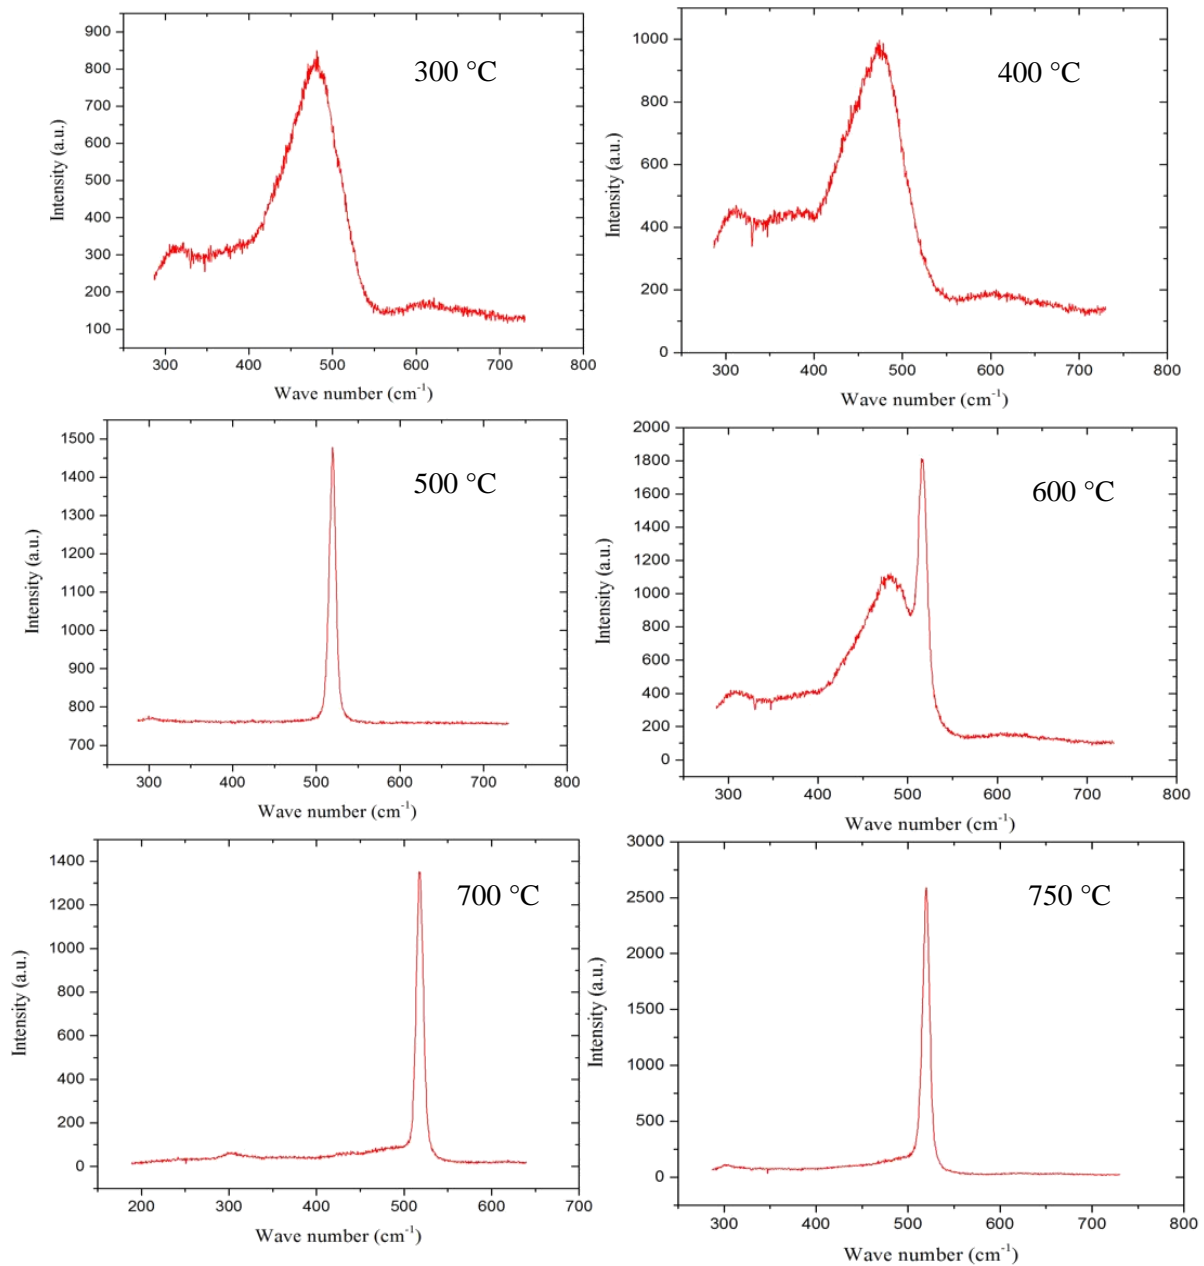 900
800
700
600
500
400
300
200
100
300 °C
Intensity (a.u.)
300 400 500 600 700 800
Wave number (cm⁻¹)
1000
800
600
400
200
0
400 °C
Intensity (a.u.)
300 400 500 600 700 800
Wave number (cm⁻¹)
1500
1400
1300
1200
1100
1000
900
800
700
500 °C
Intensity (a.u.)
300 400 500 600 700 800
Wave number (cm⁻¹)
2000
1800
1600
1400
1200
1000
800
600
400
200
0
600 °C
Intensity (a.u.)
300 400 500 600 700 800
Wave number (cm⁻¹)
1400
1200
1000
800
600
400
200
0
700 °C
Intensity (a.u.)
200 300 400 500 600 700
Wave number (cm⁻¹)
3000
2500
2000
1500
1000
500
0
750 °C
Intensity (a.u.)
300 400 500 600 700 800
Wave number (cm⁻¹)